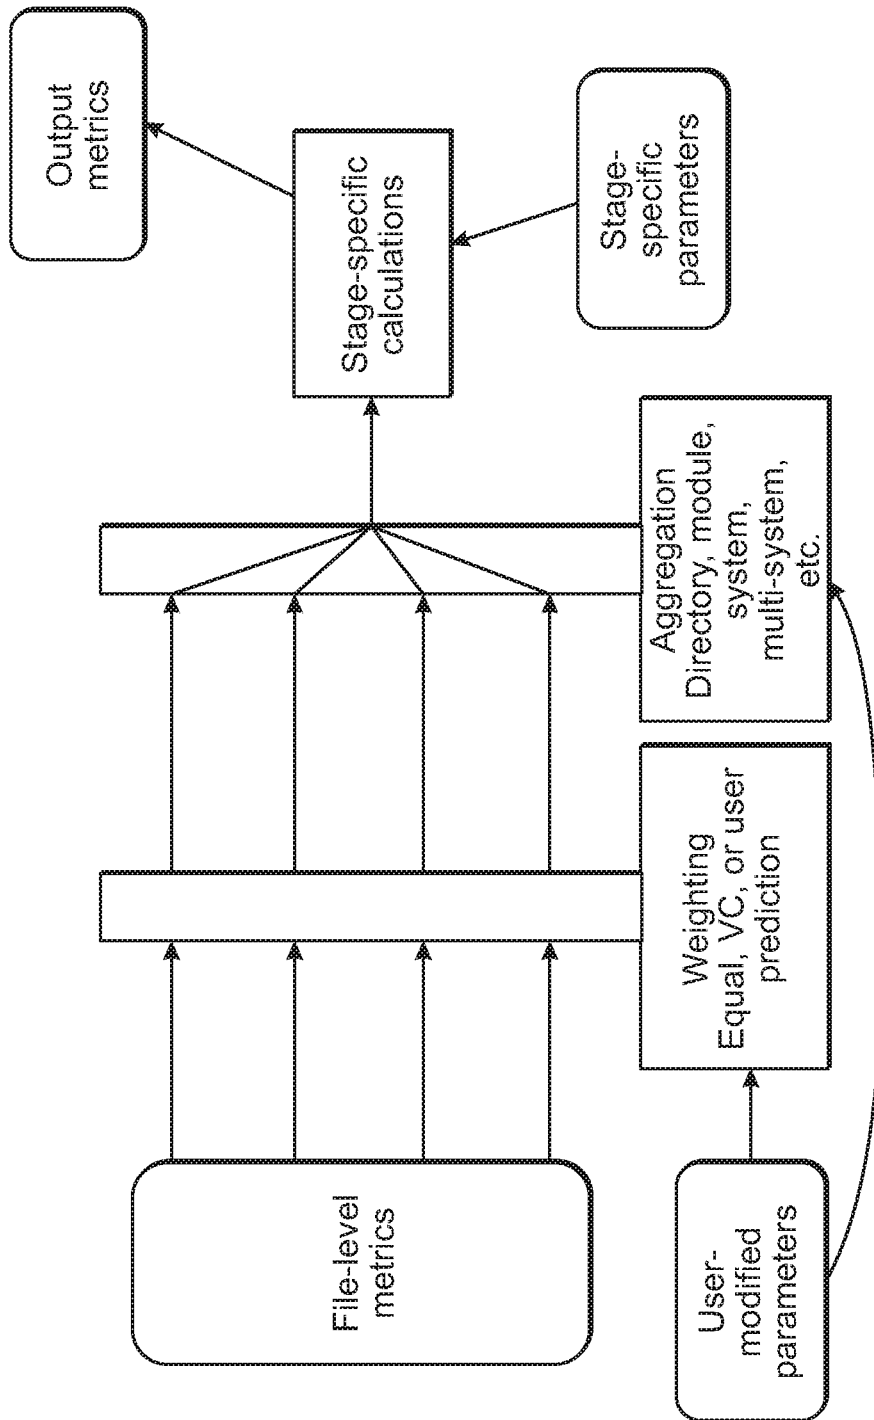 File-level
metrics
User-
modified
parameters
Weighting
Equal, VC, or user
prediction
Aggregation
Directory, module,
system,
multi-system,
etc.
Stage-specific
calculations
Stage-
specific
parameters
Output
metrics